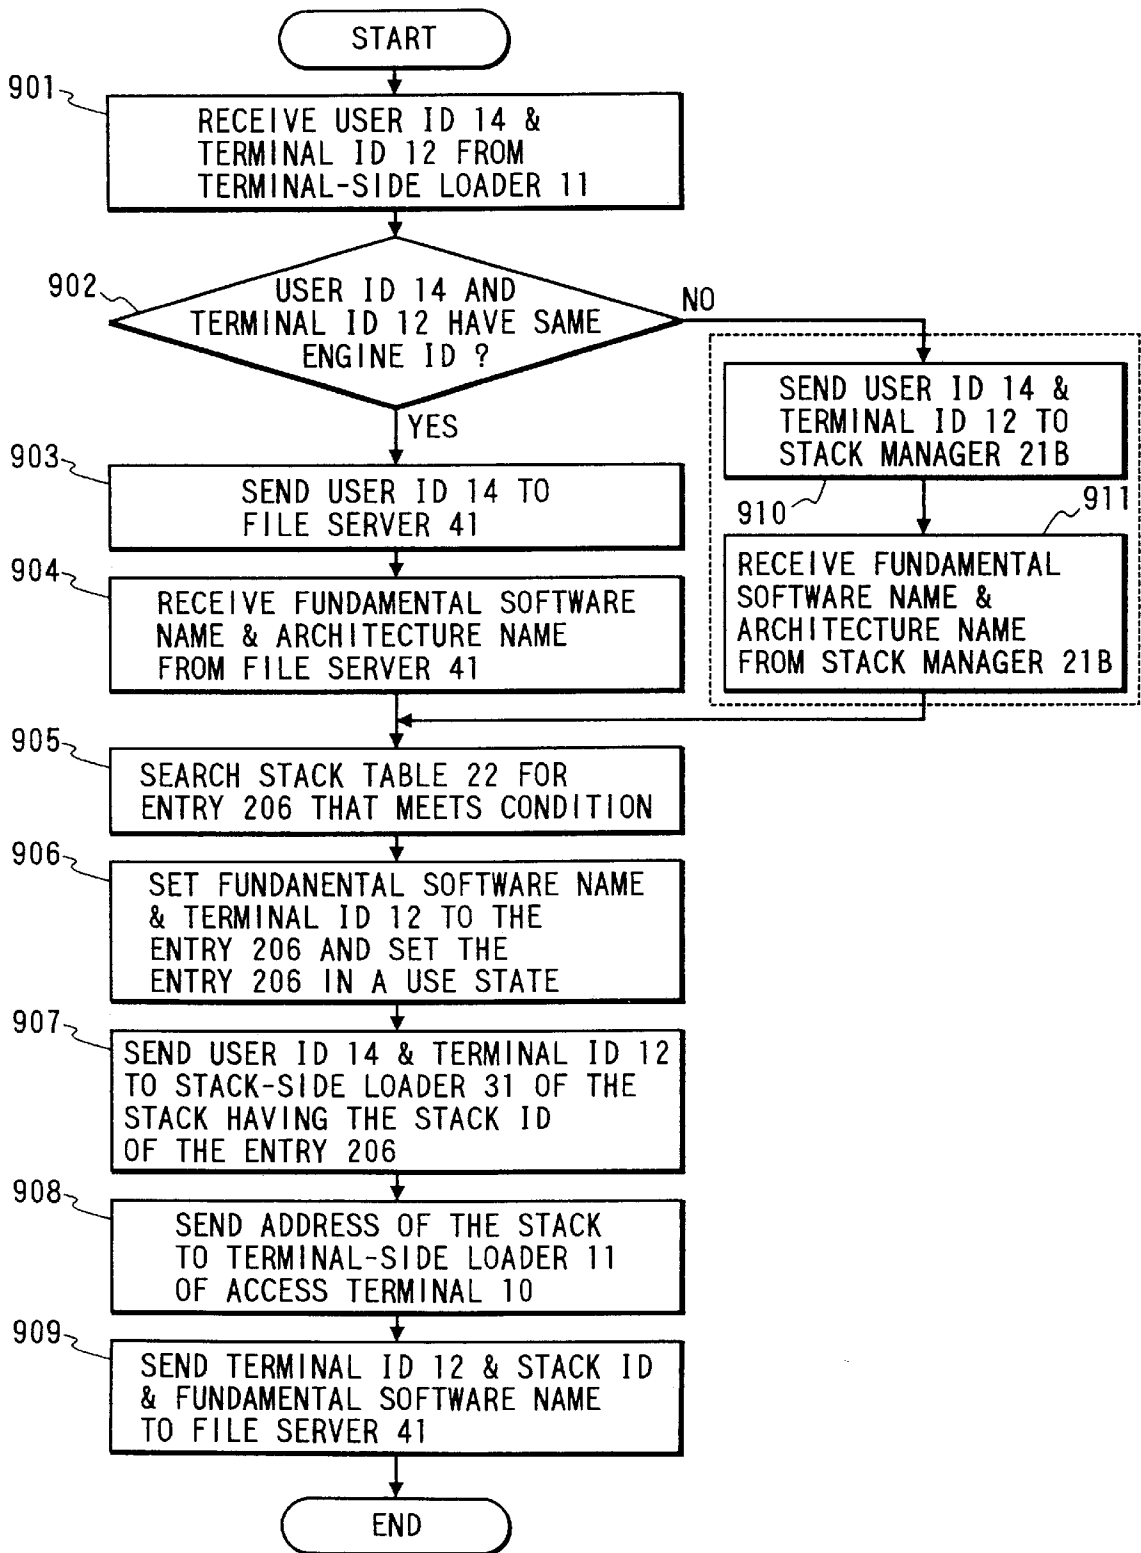 START
901
RECEIVE USER ID 14 &
TERMINAL ID 12 FROM
TERMINAL-SIDE LOADER 11
902
USER ID 14 AND
TERMINAL ID 12 HAVE SAME
ENGINE ID ?
NO
YES
SEND USER ID 14 &
TERMINAL ID 12 TO
STACK MANAGER 21B
910
911
RECEIVE FUNDAMENTAL
SOFTWARE NAME &
ARCHITECTURE NAME
FROM STACK MANAGER 21B
903
SEND USER ID 14 TO
FILE SERVER 41
904
RECEIVE FUNDAMENTAL SOFTWARE
NAME & ARCHITECTURE NAME
FROM FILE SERVER 41
905
SEARCH STACK TABLE 22 FOR
ENTRY 206 THAT MEETS CONDITION
906
SET FUNDANENTAL SOFTWARE NAME
& TERMINAL ID 12 TO THE
ENTRY 206 AND SET THE
ENTRY 206 IN A USE STATE
907
SEND USER ID 14 & TERMINAL ID 12
TO STACK-SIDE LOADER 31 OF THE
STACK HAVING THE STACK ID
OF THE ENTRY 206
908
SEND ADDRESS OF THE STACK
TO TERMINAL-SIDE LOADER 11
OF ACCESS TERMINAL 10
909
SEND TERMINAL ID 12 & STACK ID
& FUNDAMENTAL SOFTWARE NAME
TO FILE SERVER 41
END